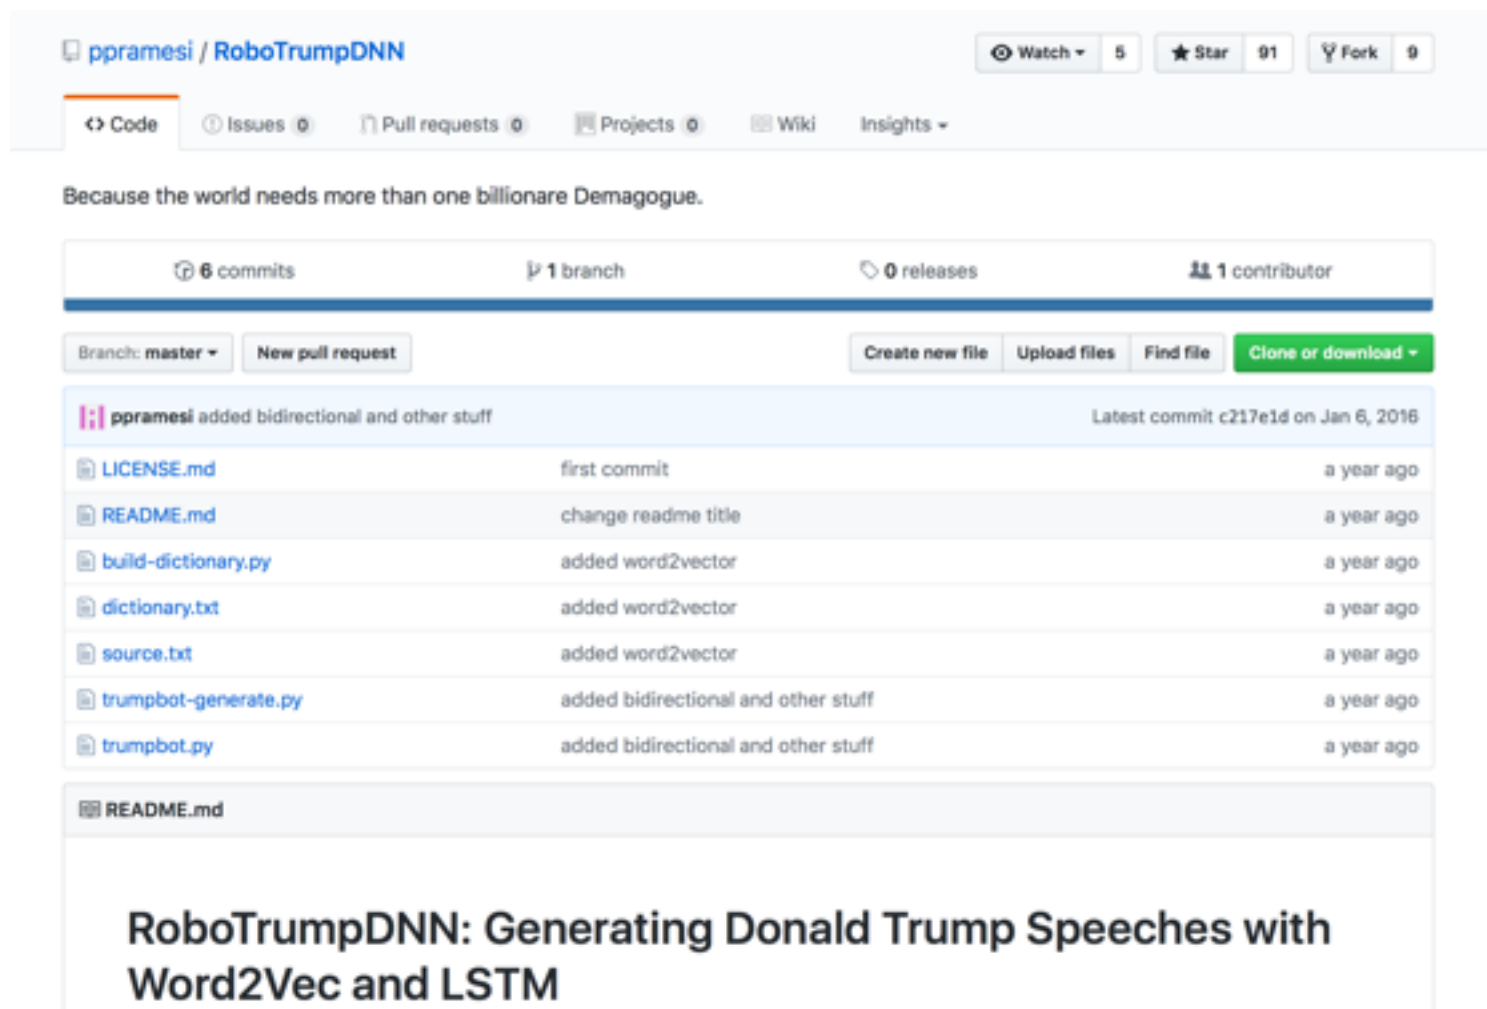 ppramesi / RoboTrumpDNN
Watch 5 Star 91 Fork 9
Code Issues 0 Pull requests 0 Projects 0 Wiki Insights
Because the world needs more than one billionare Demagogue.
6 commits 1 branch 0 releases 1 contributor
Branch: master New pull request Create new file Upload files Find file Clone or download
ppramesi added bidirectional and other stuff Latest commit c217e1d on Jan 6, 2016
LICENSE.md first commit a year ago
README.md change readme title a year ago
build-dictionary.py added word2vector a year ago
dictionary.txt added word2vector a year ago
source.txt added word2vector a year ago
trumpbot-generate.py added bidirectional and other stuff a year ago
trumpbot.py added bidirectional and other stuff a year ago
README.md
RoboTrumpDNN: Generating Donald Trump Speeches with
Word2Vec and LSTM